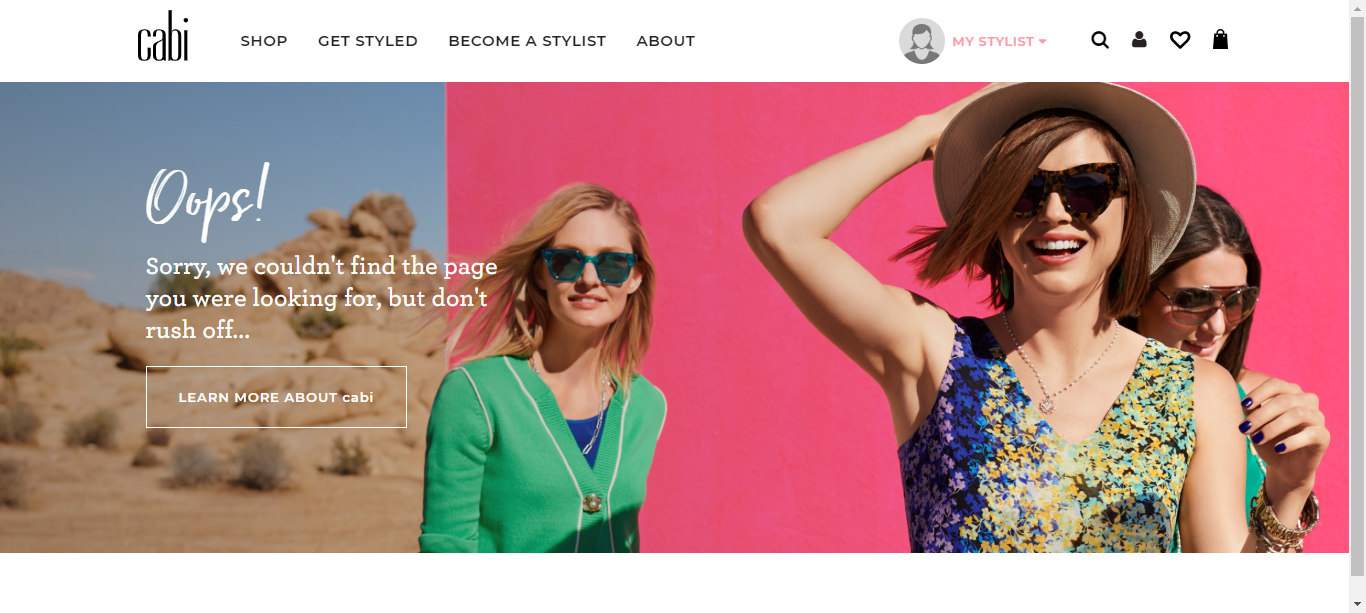 cabi
SHOP
GET STYLED
BECOME A STYLIST
ABOUT
MY STYLIST
Oops!
Sorry, we couldn't find the page
you were looking for, but don't
rush off...
LEARN MORE ABOUT cabi